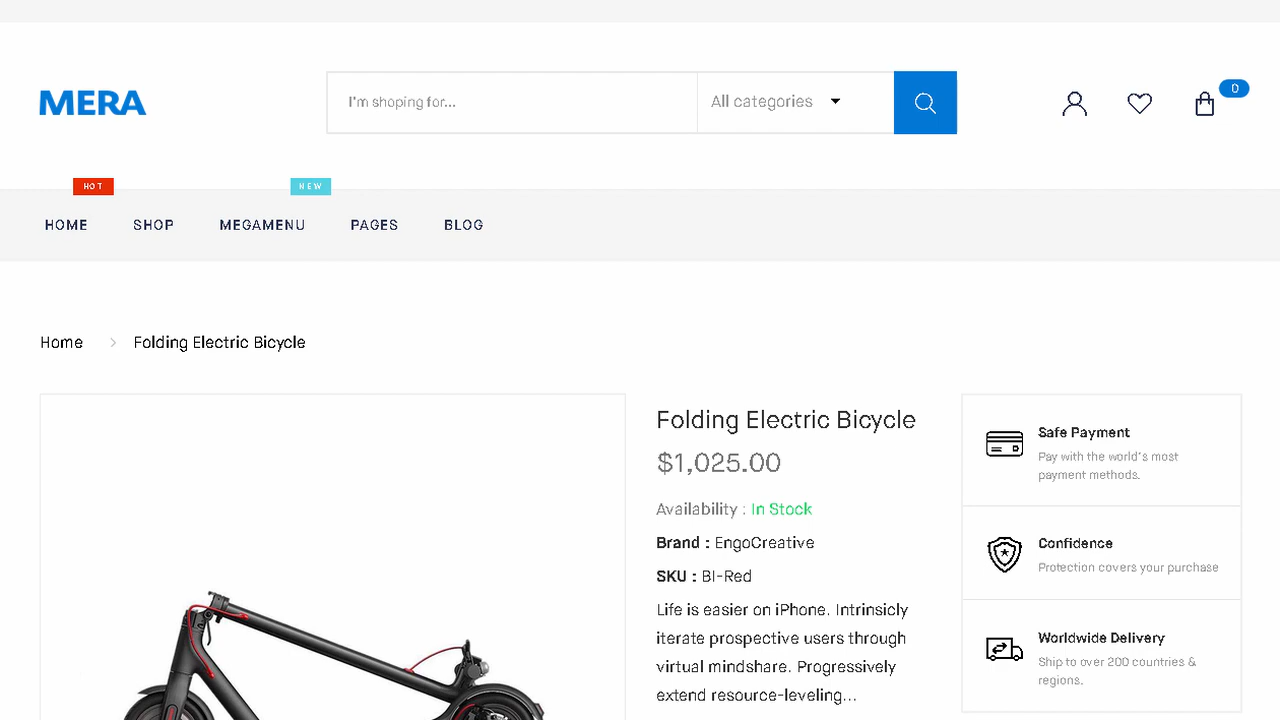 MERA
I'm shoping for...
All categories
0
HOT
NEW
HOME
SHOP
MEGAMENU
PAGES
BLOG
Home
Folding Electric Bicycle
Folding Electric Bicycle
$1,025.00
Availability : In Stock
Brand : EngoCreative
SKU : BI-Red
Life is easier on iPhone. Intrinsicly
iterate prospective users through
virtual mindshare. Progressively
extend resource-leveling...
Safe Payment
Pay with the world's most
payment methods.
Confidence
Protection covers your purchase
Worldwide Delivery
Ship to over 200 countries &
regions.